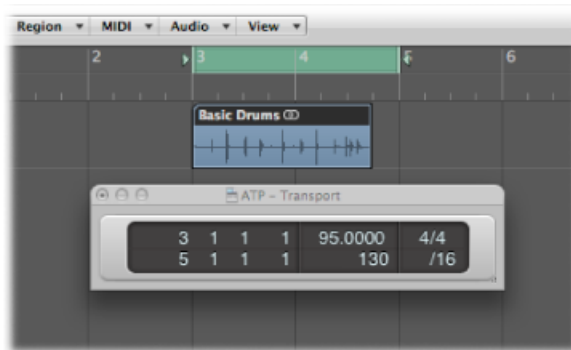 Region MIDI Audio View
2 3 4 5 6
Basic Drums
ATP – Transport
3 1 1 1 95.0000 4/4
5 1 1 1 130 /16